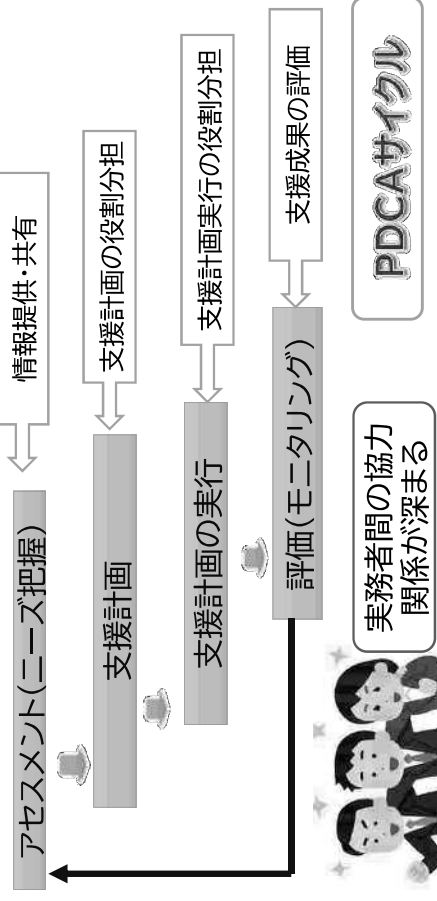 アセスメント(ニーズ把握)
情報提供・共有
支援計画
支援計画の役割分担
支援計画の実行
支援計画実行の役割分担
評価(モニタリング)
支援成果の評価
実務者間の協力
関係が深まる
PDCAサイクル